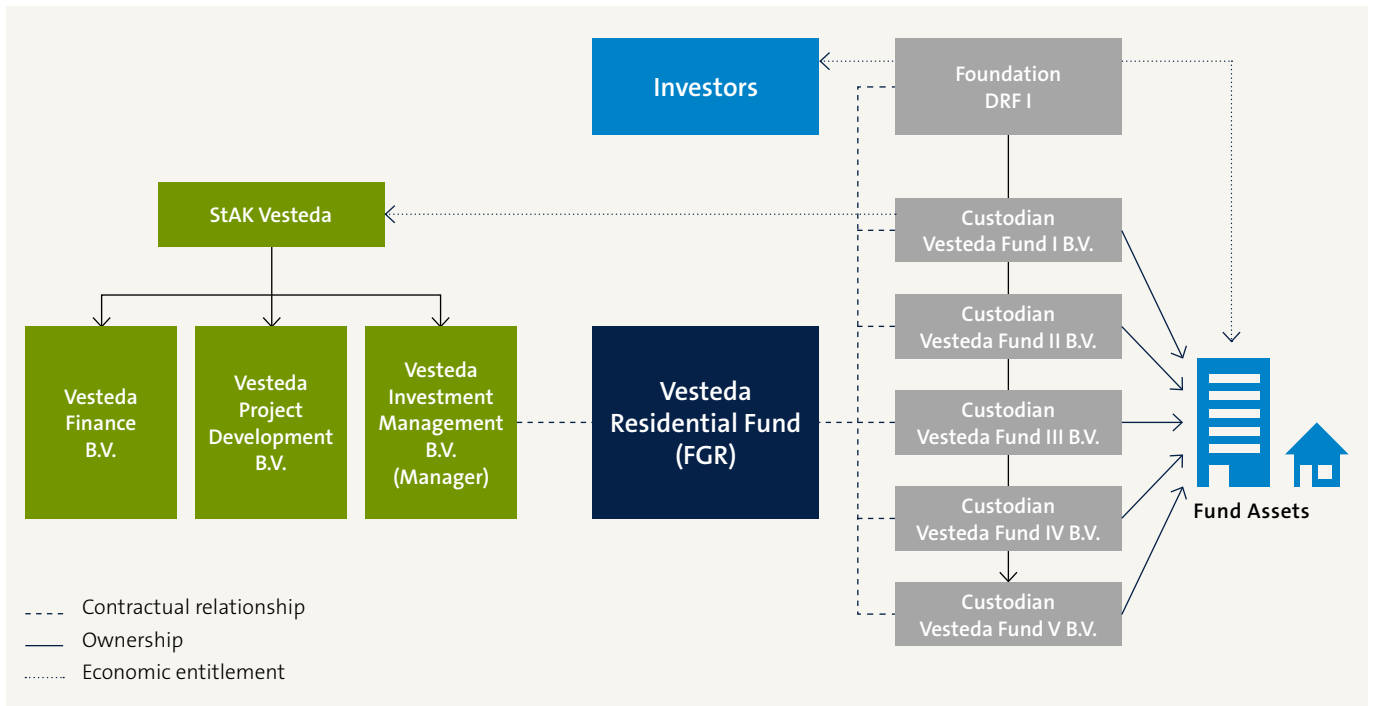 Investors
Foundation
DRF I
StAK Vesteda
Custodian
Vesteda Fund I B.V.
Custodian
Vesteda Fund II B.V.
Vesteda
Finance
B.V.
Vesteda
Project
Development
B.V.
Vesteda
Investment
Management
B.V.
(Manager)
Vesteda
Residential Fund
(FGR)
Custodian
Vesteda Fund III B.V.
Custodian
Vesteda Fund IV B.V.
Fund Assets
Custodian
Vesteda Fund V B.V.
Contractual relationship
Ownership
Economic entitlement